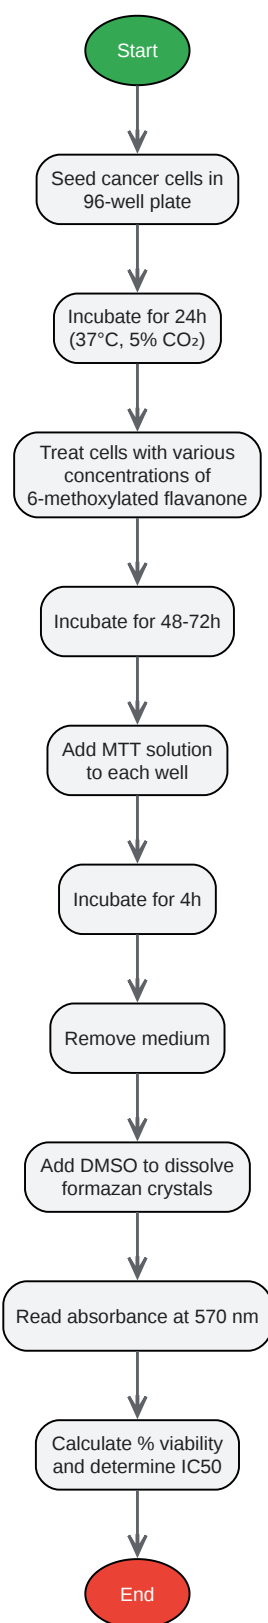 Start
Seed cancer cells in
96-well plate
Incubate for 24h
(37°C, 5% CO₂)
Treat cells with various
concentrations of
6-methoxylated flavanone
Incubate for 48-72h
Add MTT solution
to each well
Incubate for 4h
Remove medium
Add DMSO to dissolve
formazan crystals
Read absorbance at 570 nm
Calculate % viability
and determine IC50
End